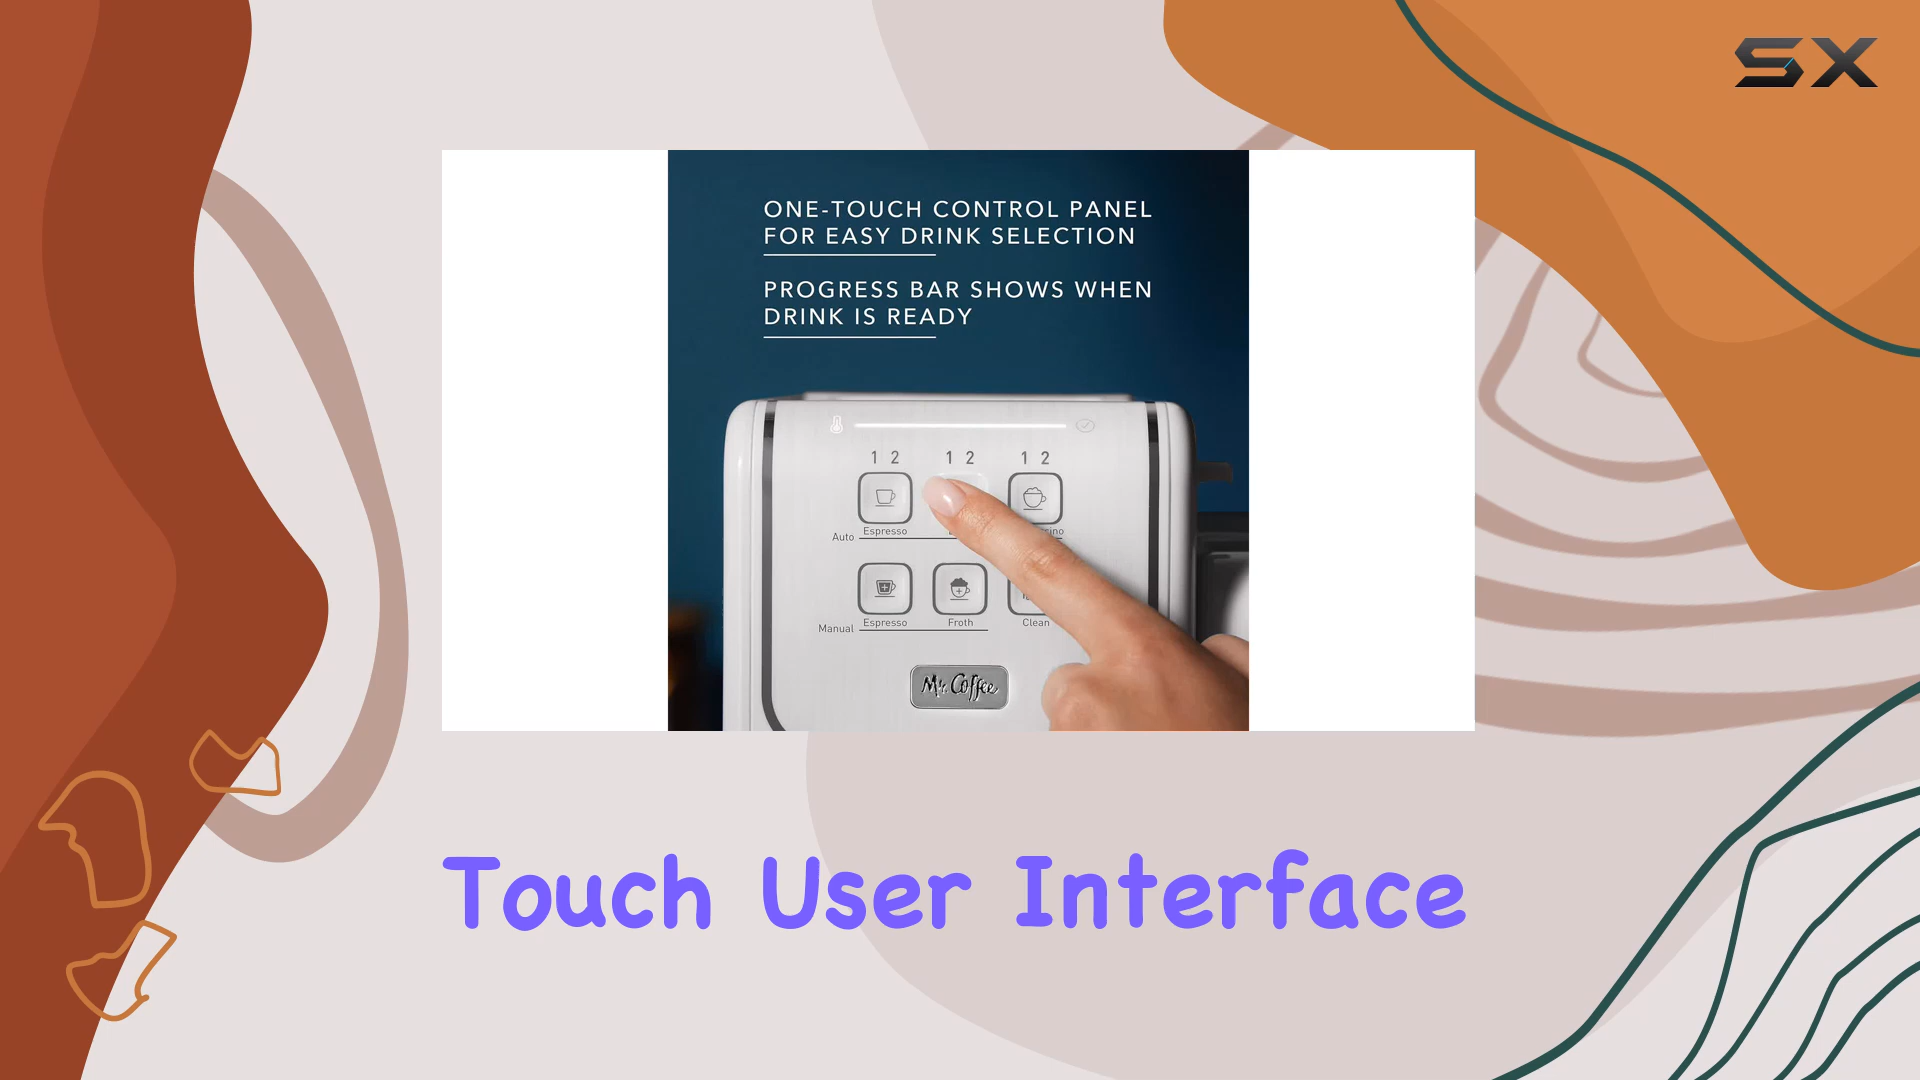 SX
ONE-TOUCH CONTROL PANEL
FOR EASY DRINK SELECTION
PROGRESS BAR SHOWS WHEN
DRINK IS READY
1 2 1 2 1 2
Auto Espresso
Manual Espresso Froth Clean
Mr. Coffee
Touch User Interface